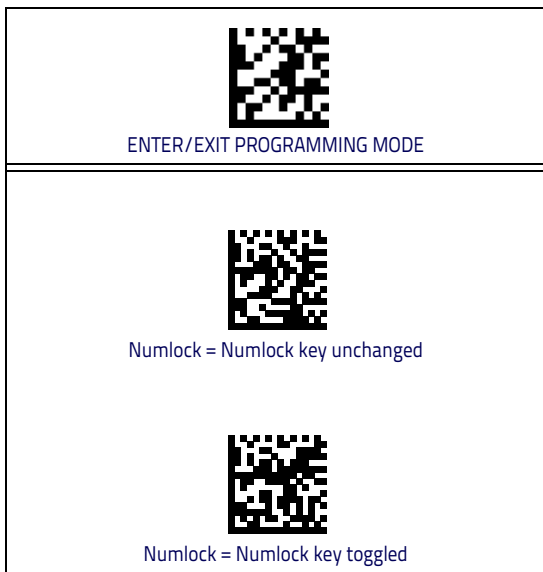 ENTER/EXIT PROGRAMMING MODE
Numlock = Numlock key unchanged
Numlock = Numlock key toggled